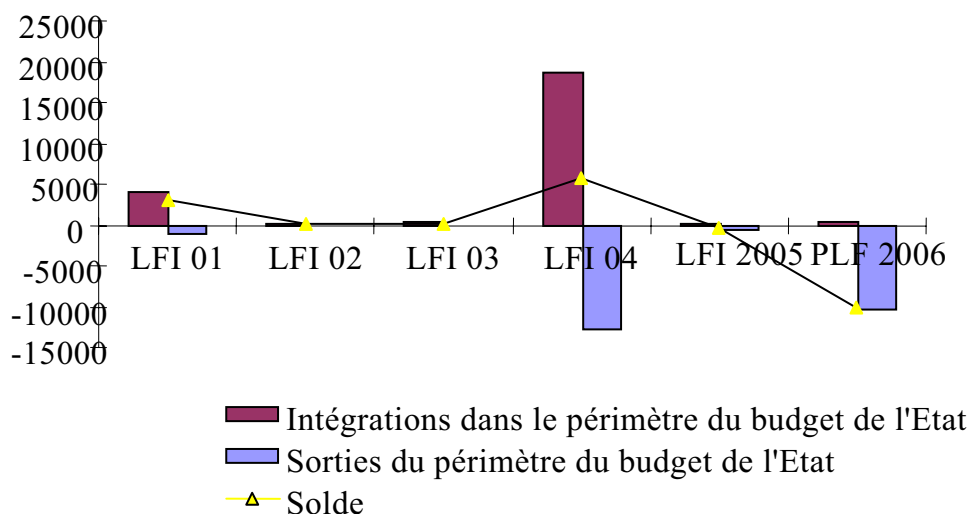 25000
20000
15000
10000
5000
0
-5000
-10000
-15000
LFI 01 LFI 02 LFI 03 LFI 04 LFI 2005 PLF 2006
Intégrations dans le périmètre du budget de l'Etat
Sorties du périmètre du budget de l'Etat
Solde